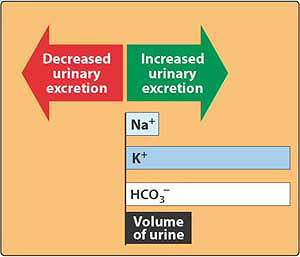 Decreased
urinary
excretion
Increased
urinary
excretion
Na⁺
K⁺
HCO₃⁻
Volume
of urine